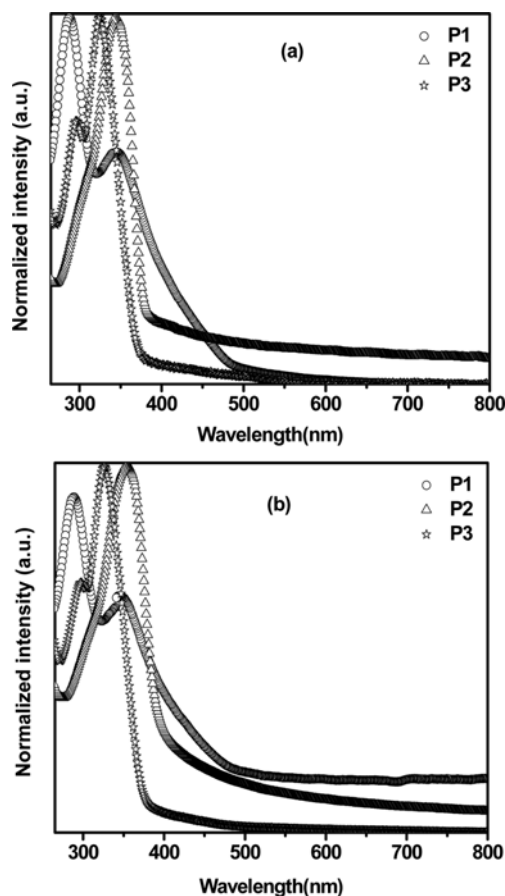 (a)
P1
P2
P3
Normalized intensity (a.u.)
300 400 500 600 700 800
Wavelength(nm)
(b)
P1
P2
P3
Normalized intensity (a.u.)
300 400 500 600 700 800
Wavelength(nm)